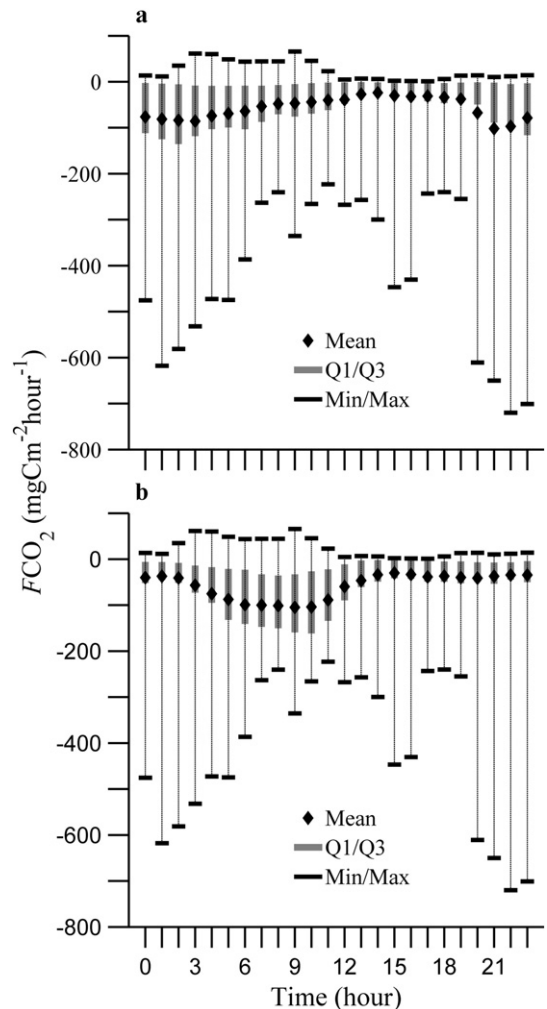 a
0
-200
-400
-600
-800
Mean
Q1/Q3
Min/Max
FCO₂ (mgCm⁻²hour⁻¹)
b
0
-200
-400
-600
-800
Mean
Q1/Q3
Min/Max
0 3 6 9 12 15 18 21
Time (hour)